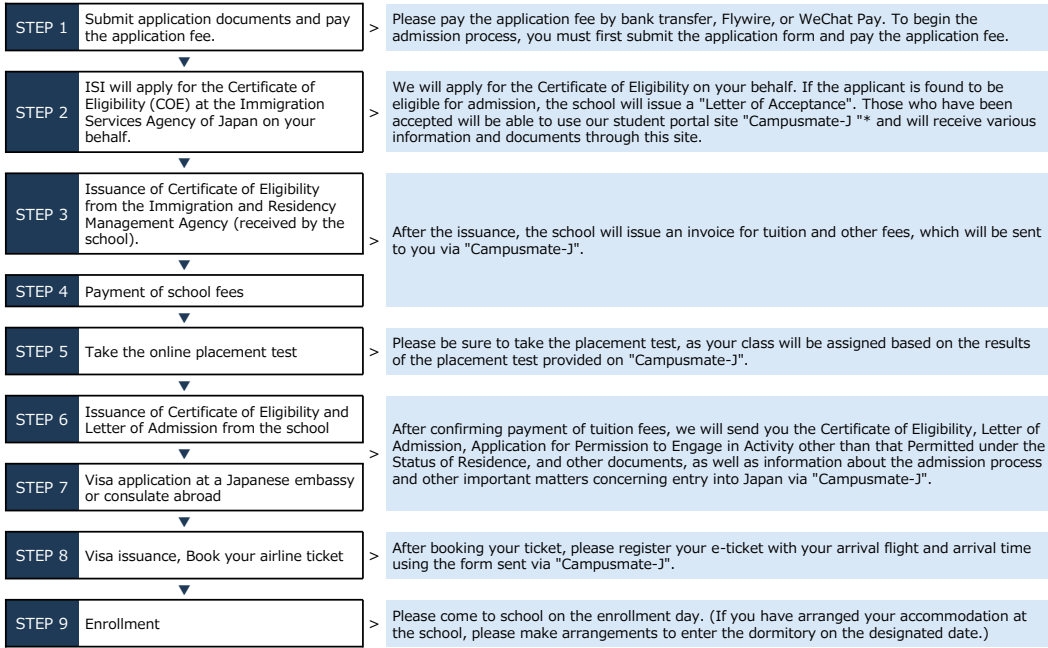 STEP 1
Submit application documents and pay
the application fee.
>
Please pay the application fee by bank transfer, Flywire, or WeChat Pay. To begin the
admission process, you must first submit the application form and pay the application fee.
▼
STEP 2
ISI will apply for the Certificate of
Eligibility (COE) at the Immigration
Services Agency of Japan on your
behalf.
>
We will apply for the Certificate of Eligibility on your behalf. If the applicant is found to be
eligible for admission, the school will issue a "Letter of Acceptance". Those who have been
accepted will be able to use our student portal site "Campusmate-J "* and will receive various
information and documents through this site.
▼
STEP 3
Issuance of Certificate of Eligibility
from the Immigration and Residency
Management Agency (received by the
school).
▼
STEP 4
Payment of school fees
>
After the issuance, the school will issue an invoice for tuition and other fees, which will be sent
to you via "Campusmate-J".
▼
STEP 5
Take the online placement test
>
Please be sure to take the placement test, as your class will be assigned based on the results
of the placement test provided on "Campusmate-J".
▼
STEP 6
Issuance of Certificate of Eligibility and
Letter of Admission from the school
▼
STEP 7
Visa application at a Japanese embassy
or consulate abroad
>
After confirming payment of tuition fees, we will send you the Certificate of Eligibility, Letter of
Admission, Application for Permission to Engage in Activity other than that Permitted under the
Status of Residence, and other documents, as well as information about the admission process
and other important matters concerning entry into Japan via "Campusmate-J".
▼
STEP 8
Visa issuance, Book your airline ticket
>
After booking your ticket, please register your e-ticket with your arrival flight and arrival time
using the form sent via "Campusmate-J".
▼
STEP 9
Enrollment
>
Please come to school on the enrollment day. (If you have arranged your accommodation at
the school, please make arrangements to enter the dormitory on the designated date.)